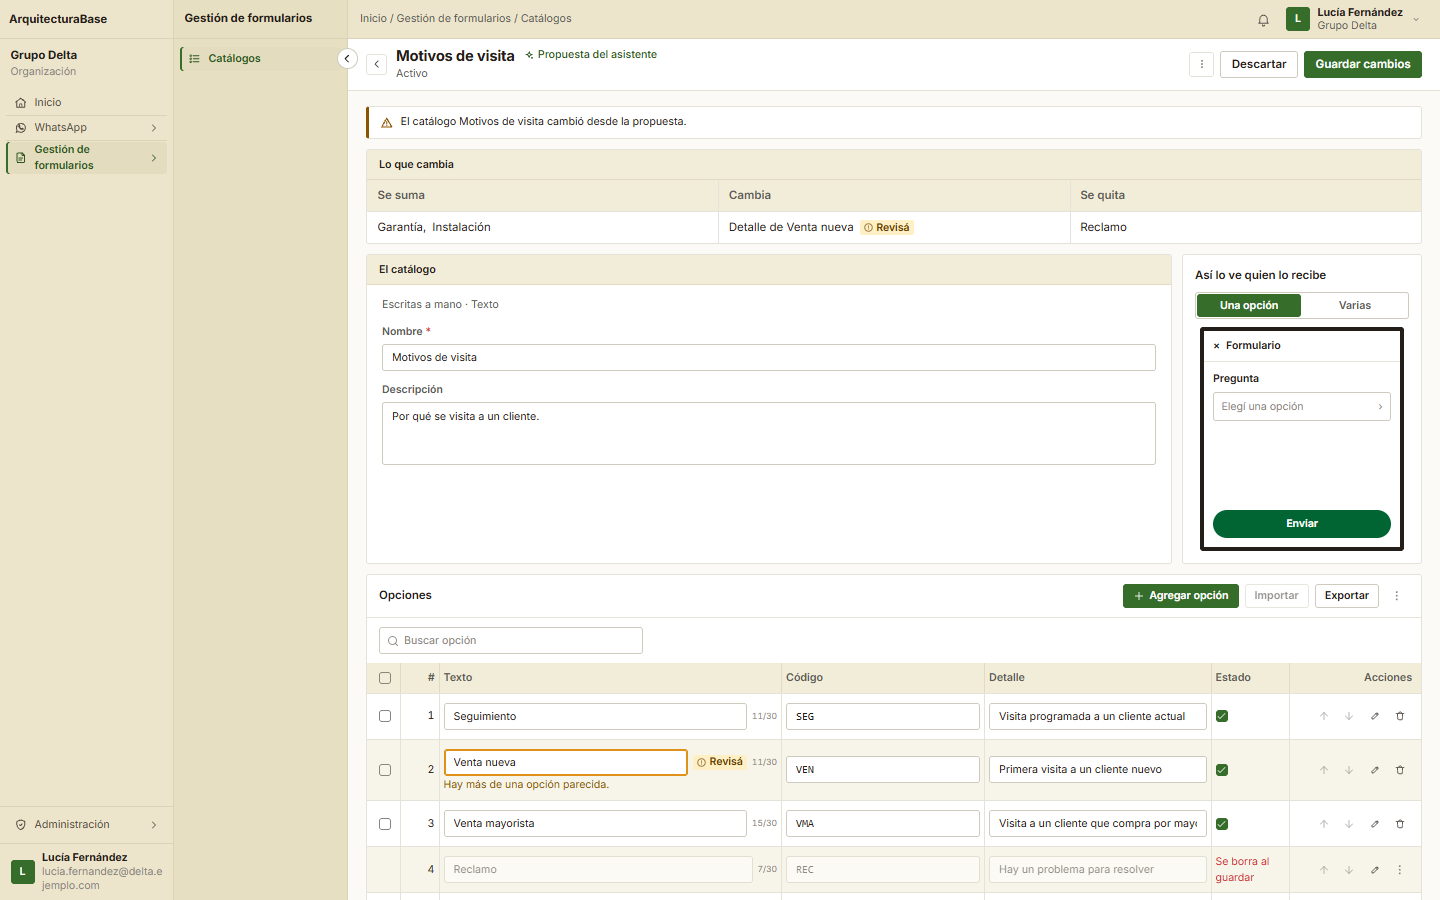 ArquitecturaBase
Grupo Delta
Organización
Inicio
WhatsApp
Gestión de
formularios
Administración
L
Lucía Fernández
lucia.fernandez@delta.e
jemplo.com
Gestión de formularios
Catálogos
Inicio / Gestión de formularios / Catálogos
L
Lucía Fernández
Grupo Delta
Motivos de visita
Propuesta del asistente
Activo
Descartar
Guardar cambios
El catálogo Motivos de visita cambió desde la propuesta.
Lo que cambia
Se suma Cambia Se quita
Garantía, Instalación Detalle de Venta nueva Revisá Reclamo
El catálogo
Escritas a mano · Texto
Nombre *
Motivos de visita
Descripción
Por qué se visita a un cliente.
Así lo ve quien lo recibe
Una opción Varias
× Formulario
Pregunta
Elegí una opción ›
Enviar
Opciones
+ Agregar opción
Importar
Exportar
Buscar opción
# Texto Código Detalle Estado Acciones
1 Seguimiento 11/30 SEG Visita programada a un cliente actual
2 Venta nueva Revisá 11/30 VEN Primera visita a un cliente nuevo
Hay más de una opción parecida.
3 Venta mayorista 15/30 VMA Visita a un cliente que compra por mayo
4 Reclamo 7/30 REC Hay un problema para resolver Se borra al
guardar